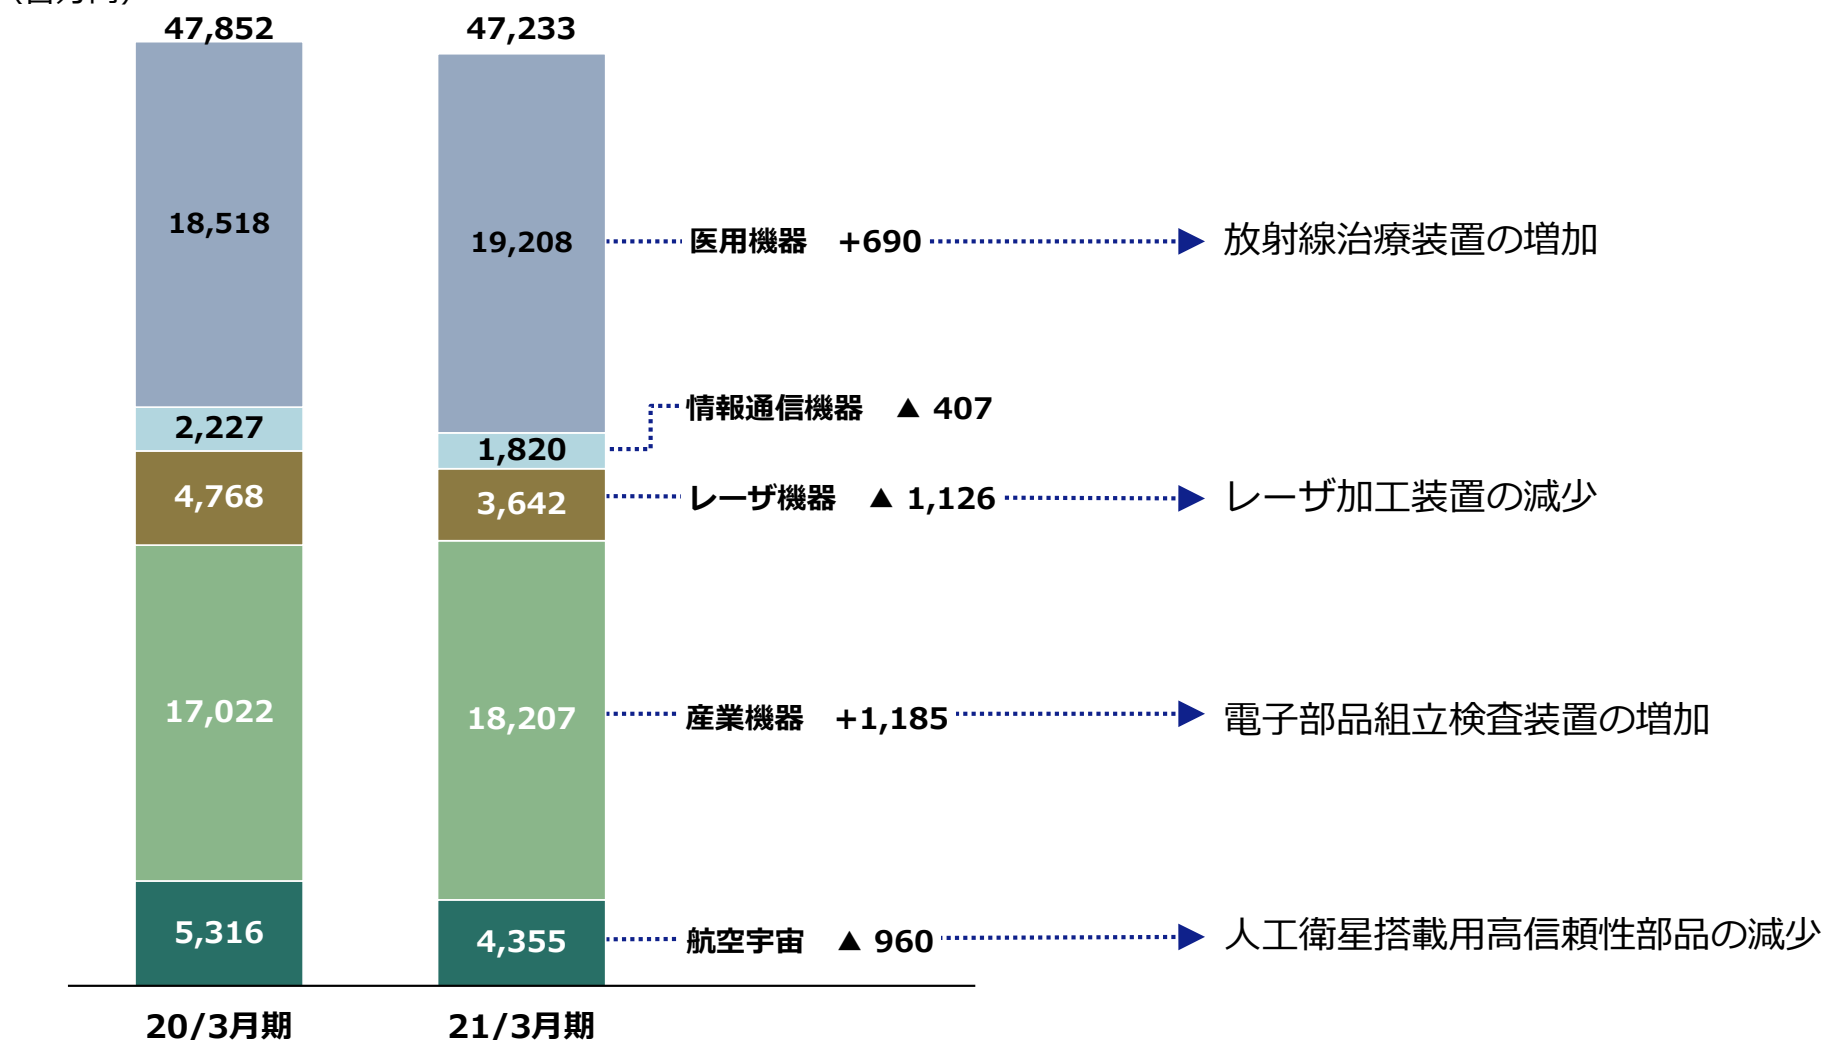 47,852
47,233
18,518
19,208
医用機器 +690
放射線治療装置の増加
2,227
1,820
情報通信機器 ▲ 407
4,768
3,642
レーザ機器 ▲ 1,126
レーザ加工装置の減少
17,022
18,207
産業機器 +1,185
電子部品組立検査装置の増加
5,316
4,355
航空宇宙 ▲ 960
人工衛星搭載用高信頼性部品の減少
20/3月期
21/3月期